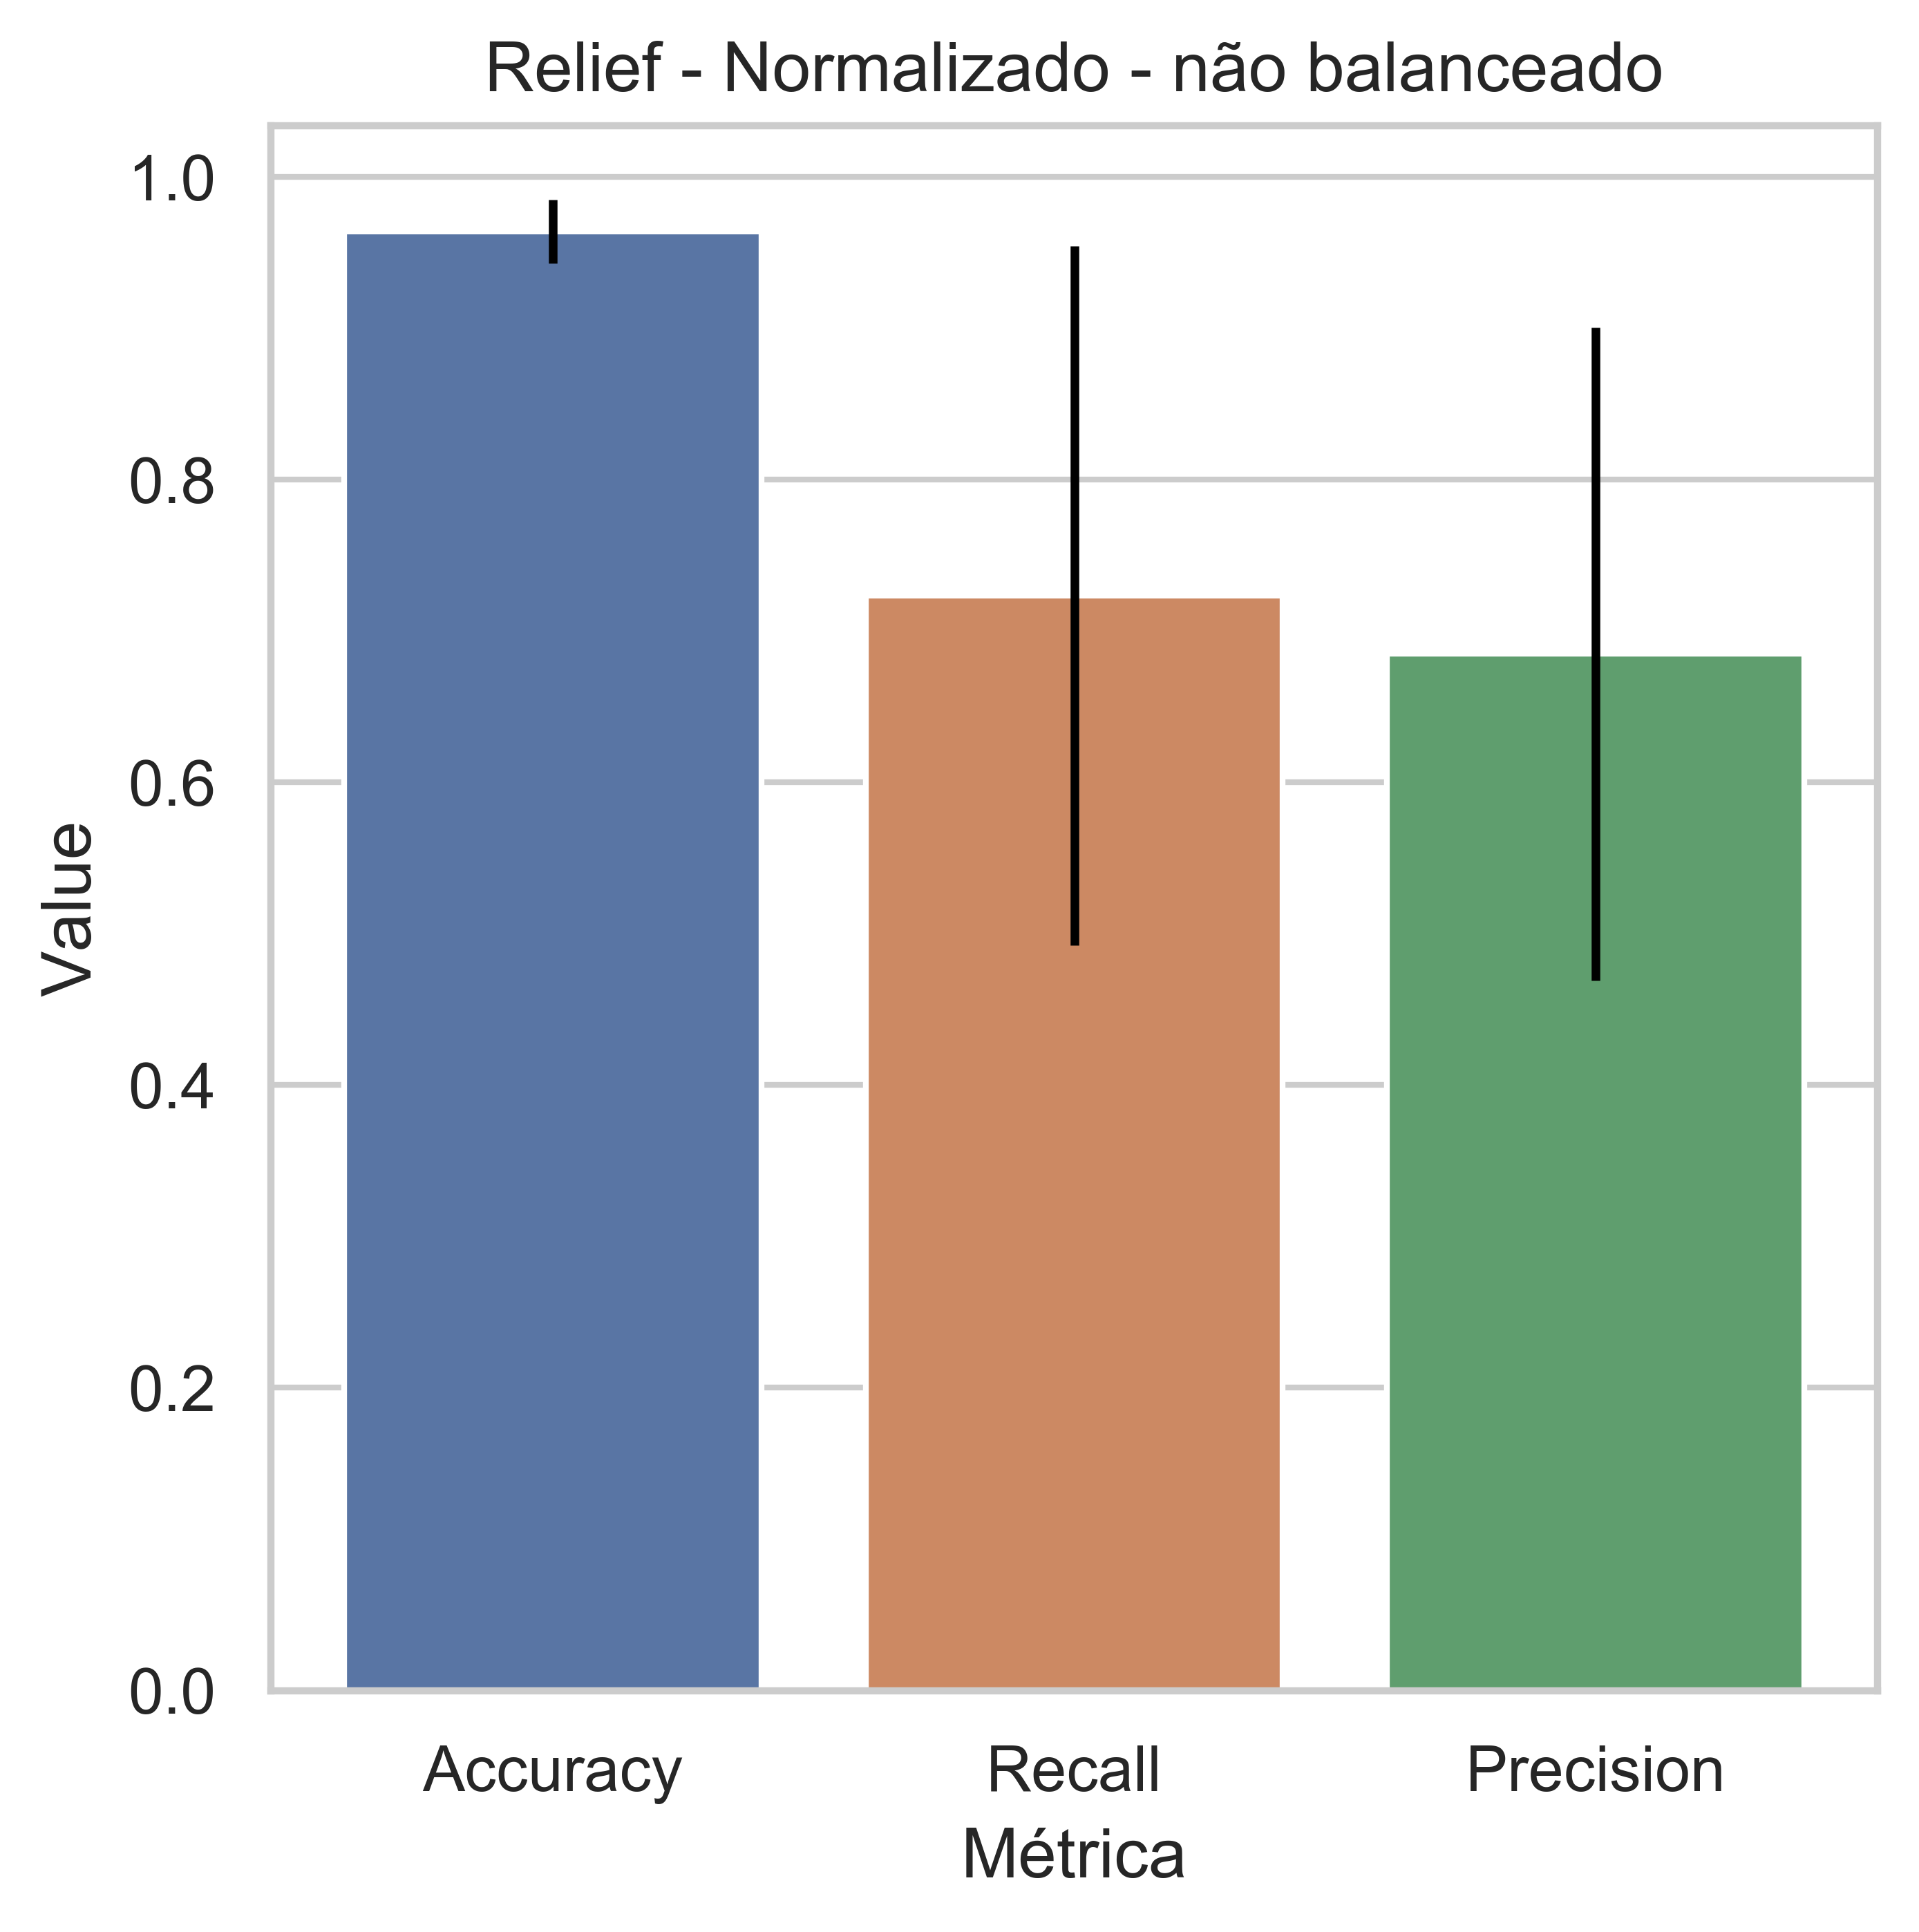 Relief - Normalizado - não balanceado
1.0
0.8
0.6
0.4
0.2
0.0
Value
Accuracy Recall Precision
Métrica